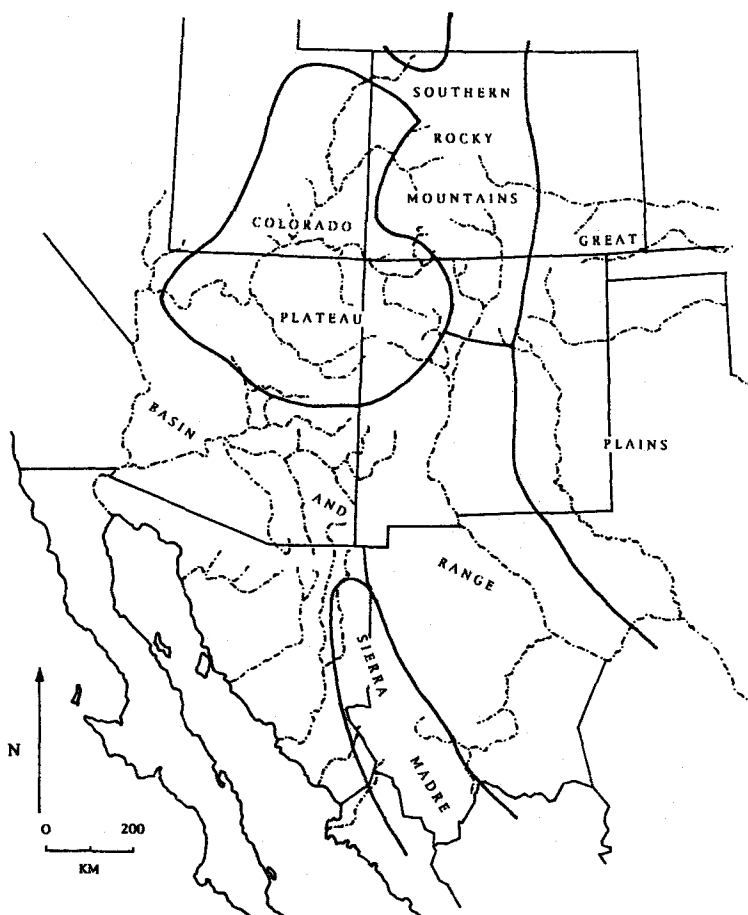 SOUTHERN
ROCKY
MOUNTAINS
COLORADO
GREAT
PLATEAU
BASIN
PLAINS
AND
RANGE
SIERRA
MADRE
N
0 200
KM